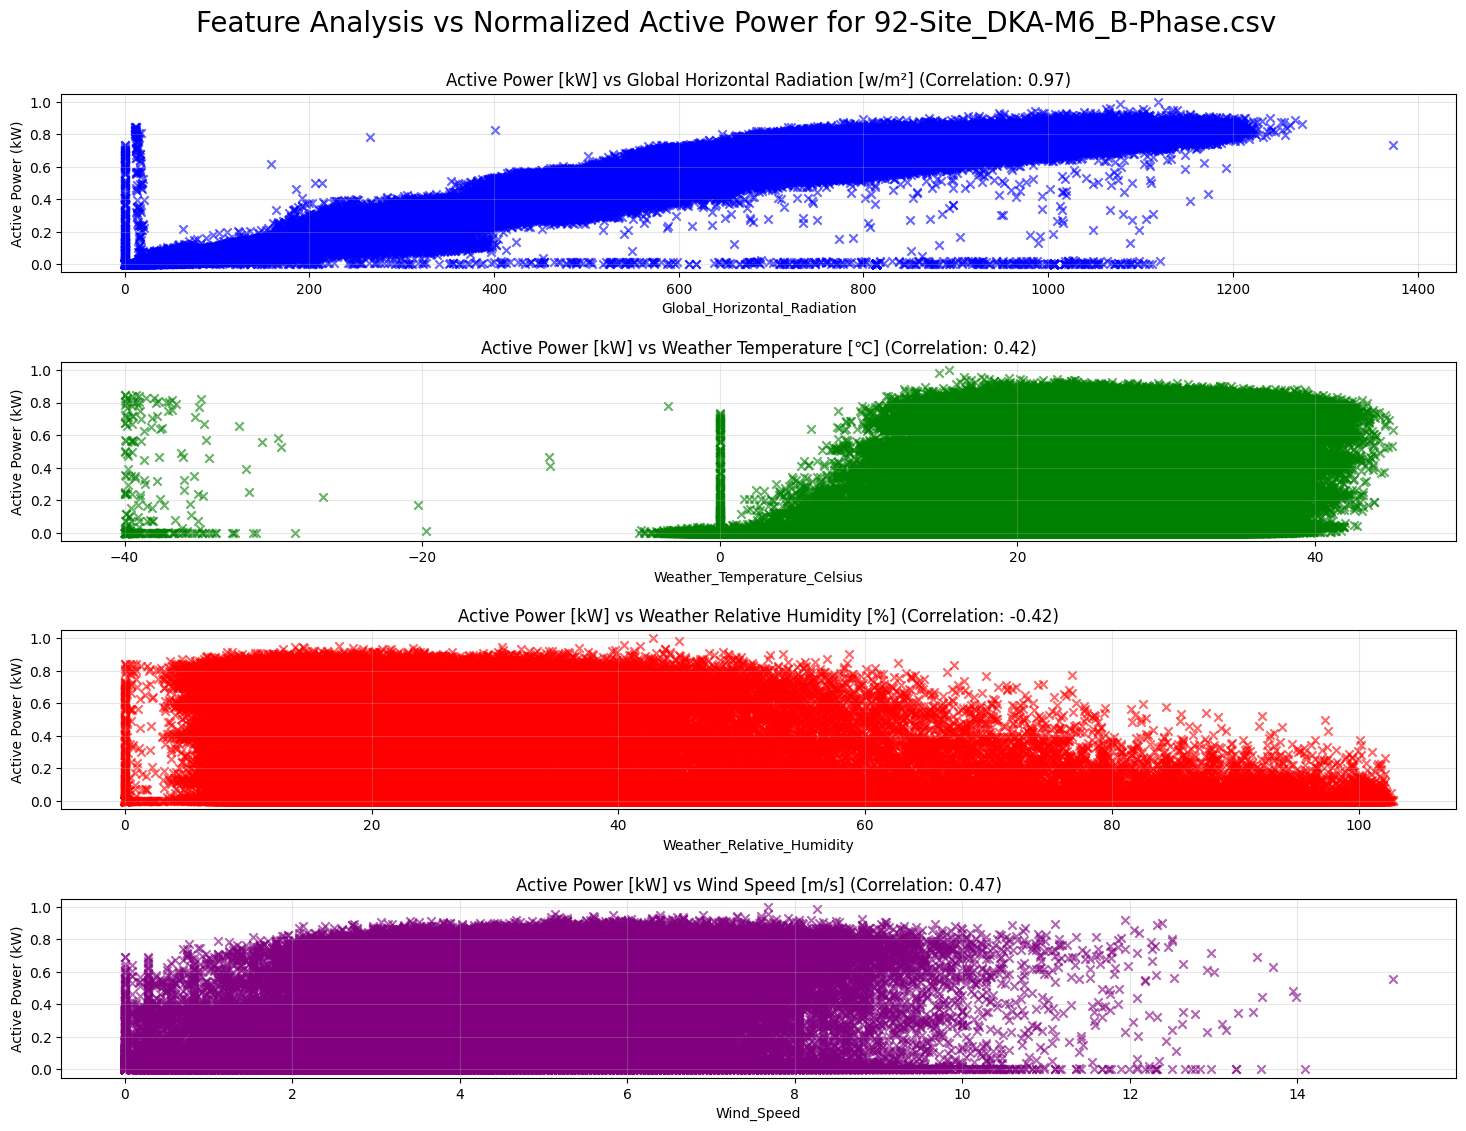 Feature Analysis vs Normalized Active Power for 92-Site_DKA-M6_B-Phase.csv
Active Power [kW] vs Global Horizontal Radiation [w/m²] (Correlation: 0.97)
Active Power (kW)
1.0
0.8
0.6
0.4
0.2
0.0
0 200 400 600 800 1000 1200 1400
Global_Horizontal_Radiation
Active Power [kW] vs Weather Temperature [℃] (Correlation: 0.42)
Active Power (kW)
1.0
0.8
0.6
0.4
0.2
0.0
−40 −20 0 20 40
Weather_Temperature_Celsius
Active Power [kW] vs Weather Relative Humidity [%] (Correlation: -0.42)
Active Power (kW)
1.0
0.8
0.6
0.4
0.2
0.0
0 20 40 60 80 100
Weather_Relative_Humidity
Active Power [kW] vs Wind Speed [m/s] (Correlation: 0.47)
Active Power (kW)
1.0
0.8
0.6
0.4
0.2
0.0
0 2 4 6 8 10 12 14
Wind_Speed